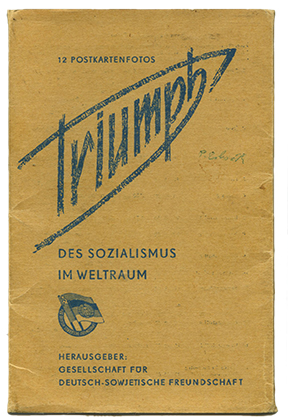 12 POSTKARTENFOTOS
Triumph
DES SOZIALISMUS
IM WELTRAUM
HERAUSGEBER:
GESELLSCHAFT FÜR
DEUTSCH-SOWJETISCHE FREUNDSCHAFT